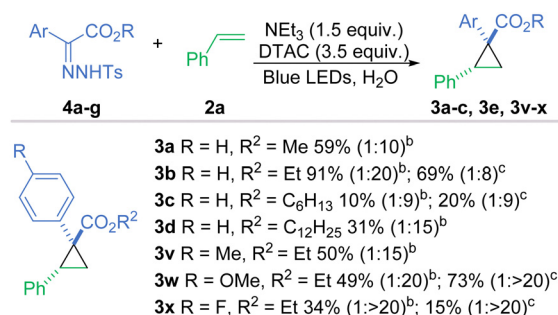 Ar CO₂R NNHTs + Ph NEt₃ (1.5 equiv.) Ar CO₂R
DTAC (3.5 equiv.)
Blue LEDs, H₂O Ph
4a-g 2a 3a-c, 3e, 3v-x
R CO₂R² Ph
3a R = H, R² = Me 59% (1:10)ᵇ
3b R = H, R² = Et 91% (1:20)ᵇ; 69% (1:8)ᶜ
3c R = H, R² = C₆H₁₃ 10% (1:9)ᵇ; 20% (1:9)ᶜ
3d R = H, R² = C₁₂H₂₅ 31% (1:15)ᵇ
3v R = Me, R² = Et 50% (1:15)ᵇ
3w R = OMe, R² = Et 49% (1:20)ᵇ; 73% (1:>20)ᶜ
3x R = F, R² = Et 34% (1:>20)ᵇ; 15% (1:>20)ᶜ